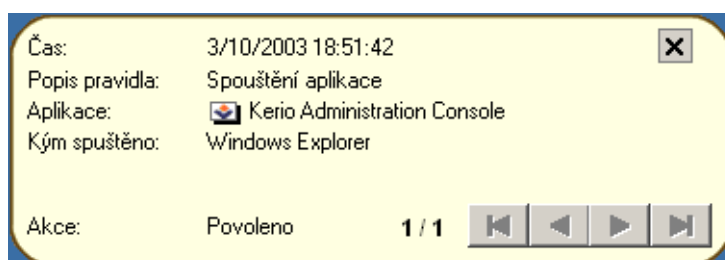 Čas: 3/10/2003 18:51:42
Popis pravidla: Spouštění aplikace
Aplikace: Kerio Administration Console
Kým spuštěno: Windows Explorer
Akce: Povoleno 1 / 1